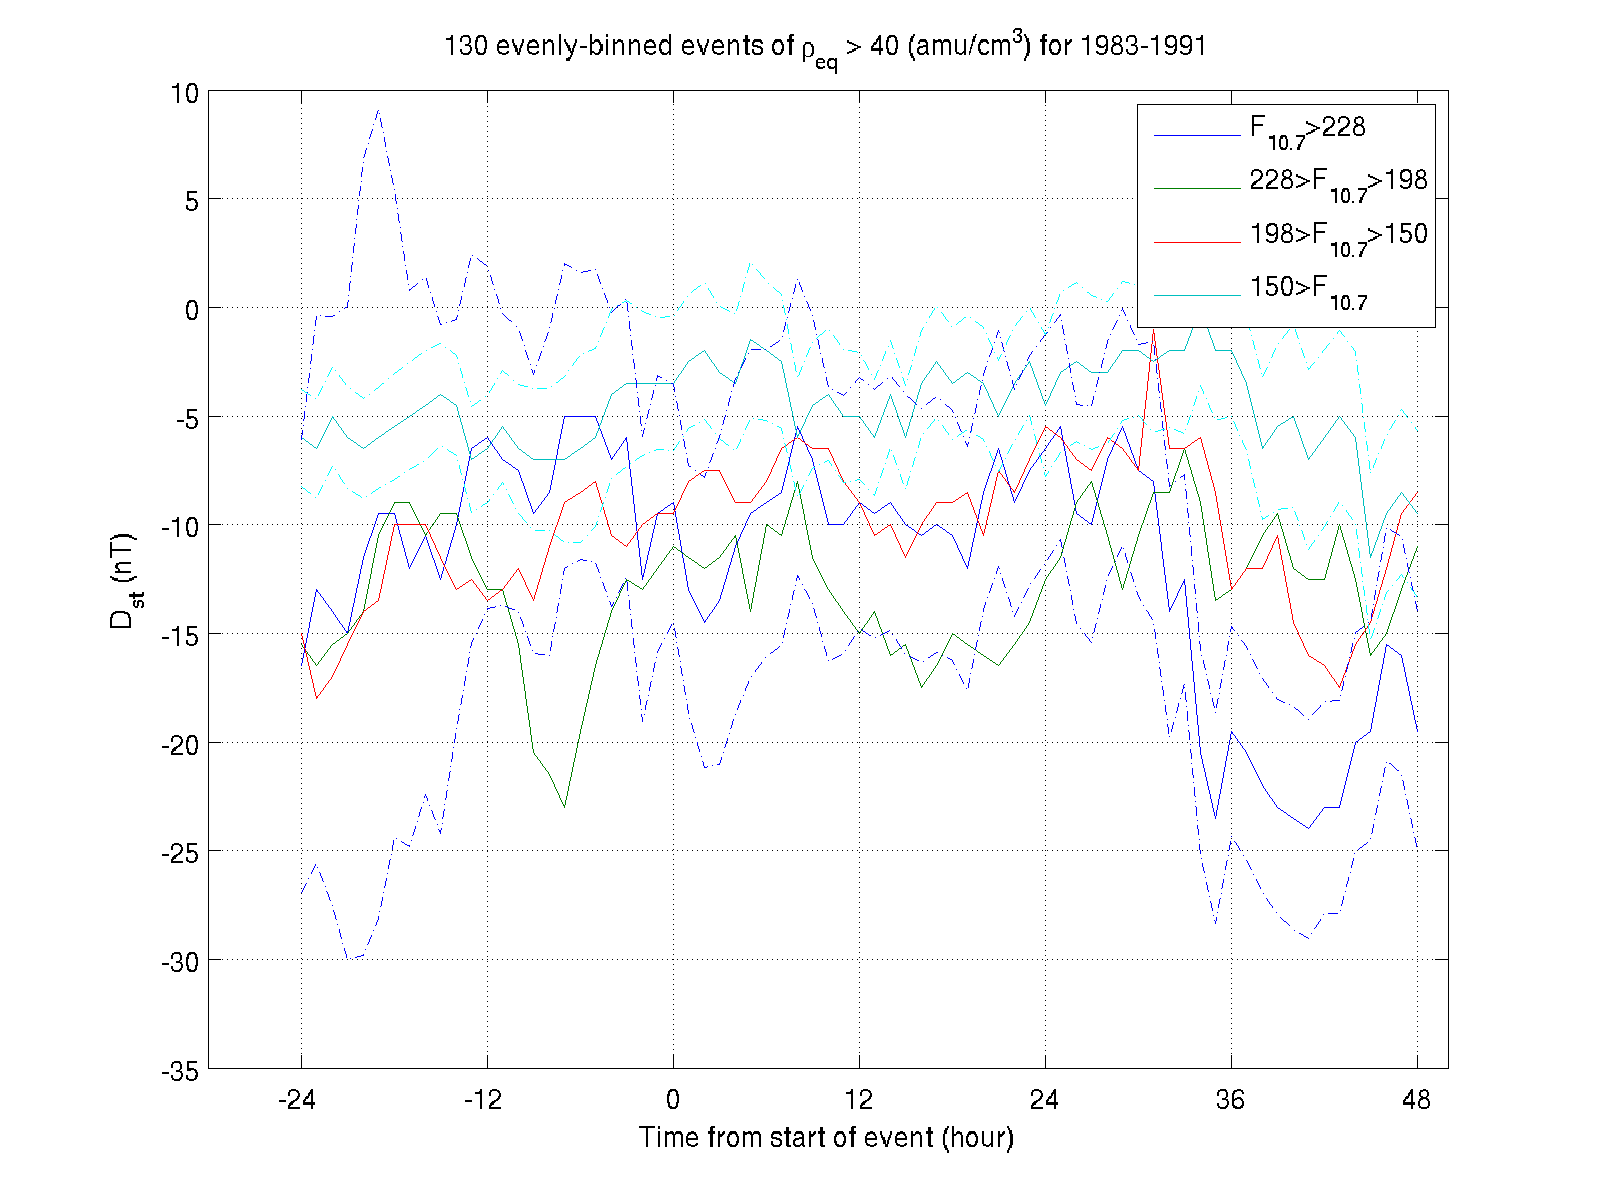 130 evenly-binned events of ρeq > 40 (amu/cm3) for 1983-1991
10
5
0
-5
-10
-15
-20
-25
-30
-35
Dst (nT)
F10.7>228
228>F10.7>198
198>F10.7>150
150>F10.7
-24 -12 0 12 24 36 48
Time from start of event (hour)